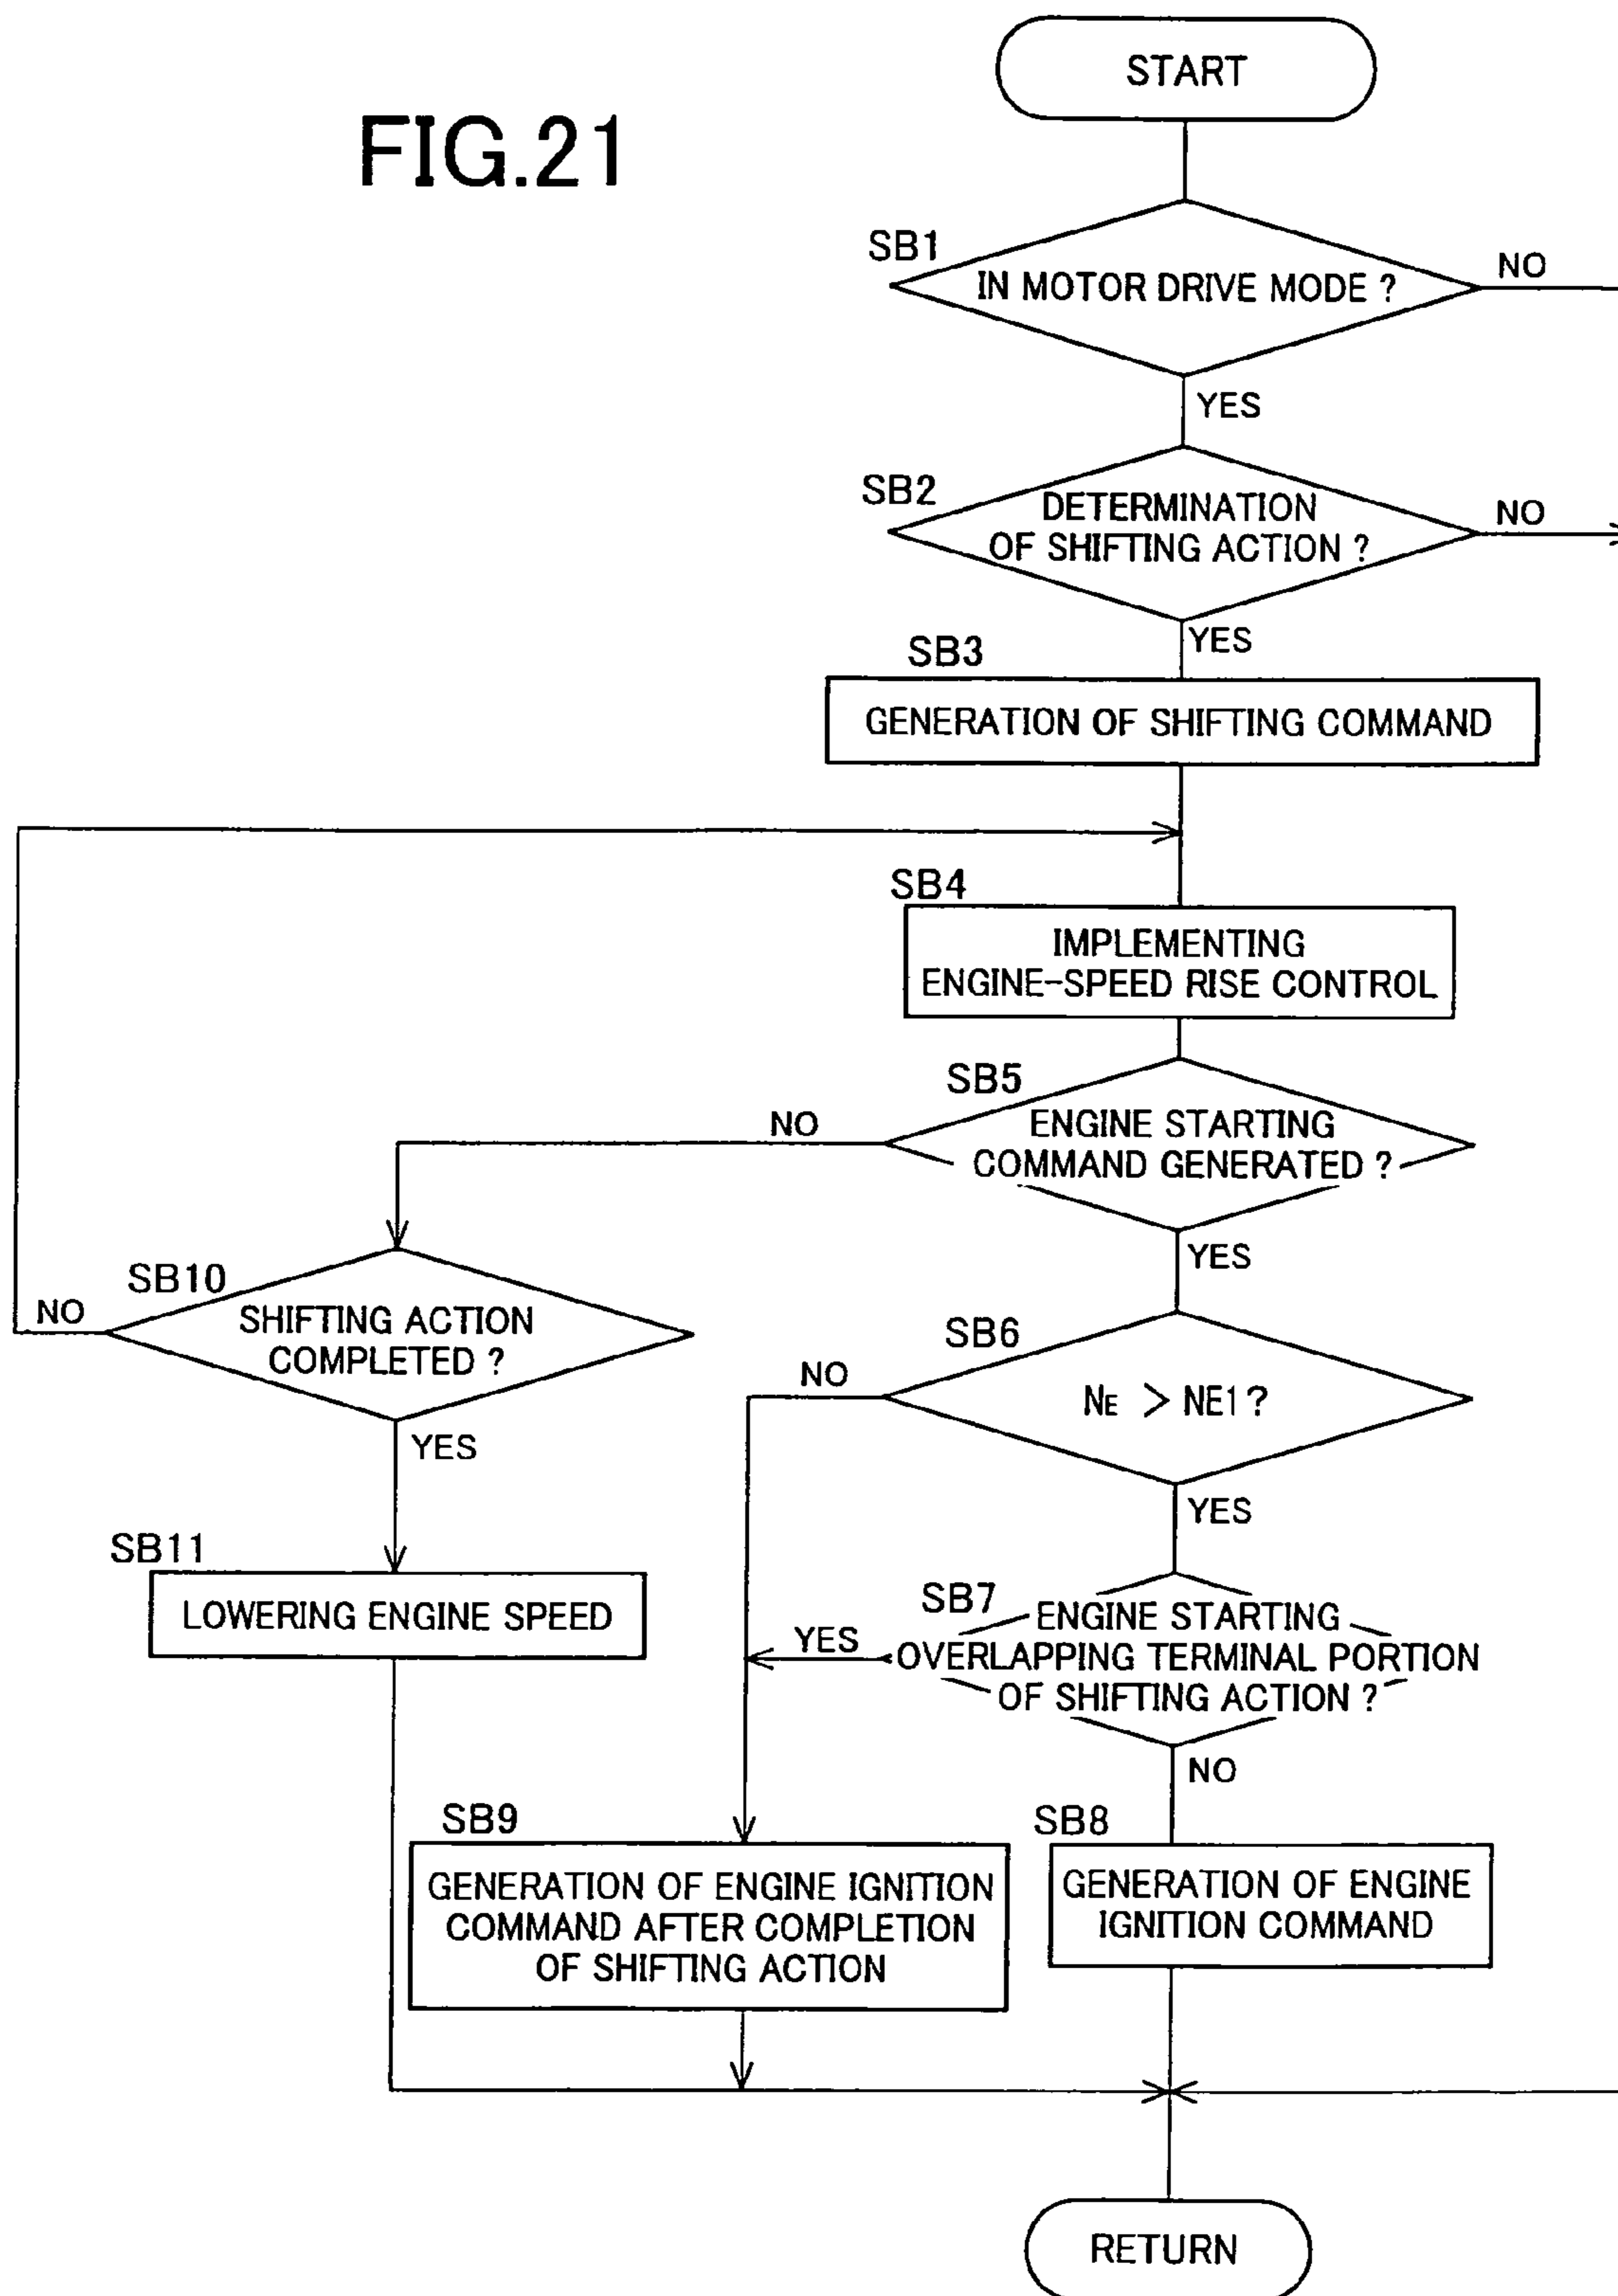 FIG.21
START
SB1
IN MOTOR DRIVE MODE ?
NO
YES
SB2
DETERMINATION
OF SHIFTING ACTION ?
NO
YES
SB3
GENERATION OF SHIFTING COMMAND
SB4
IMPLEMENTING
ENGINE-SPEED RISE CONTROL
SB5
ENGINE STARTING
COMMAND GENERATED ?
NO
YES
SB10
SHIFTING ACTION
COMPLETED ?
NO
YES
SB6
NE > NE1 ?
NO
YES
SB11
LOWERING ENGINE SPEED
SB7
ENGINE STARTING
OVERLAPPING TERMINAL PORTION
OF SHIFTING ACTION ?
YES
NO
SB9
GENERATION OF ENGINE IGNITION
COMMAND AFTER COMPLETION
OF SHIFTING ACTION
SB8
GENERATION OF ENGINE
IGNITION COMMAND
RETURN